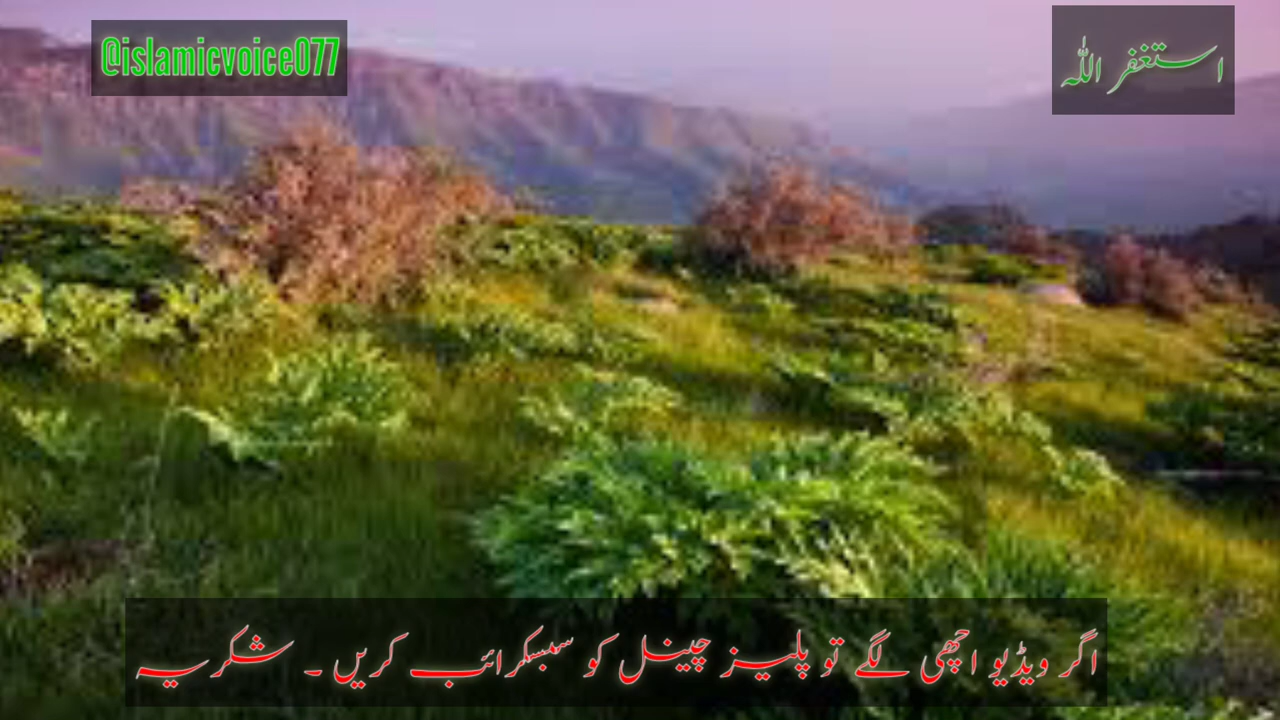 @islamicvoice077
استغفر اللہ
اگر ویڈیو اچھی لگے تو پلیز چینل کو سبسکرائب کریں ۔ شکریہ